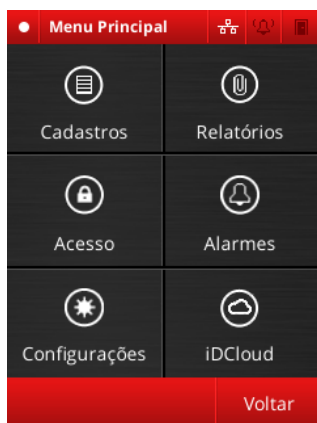 Menu Principal
Cadastros
Relatórios
Acesso
Alarmes
Configurações
iDCloud
Voltar